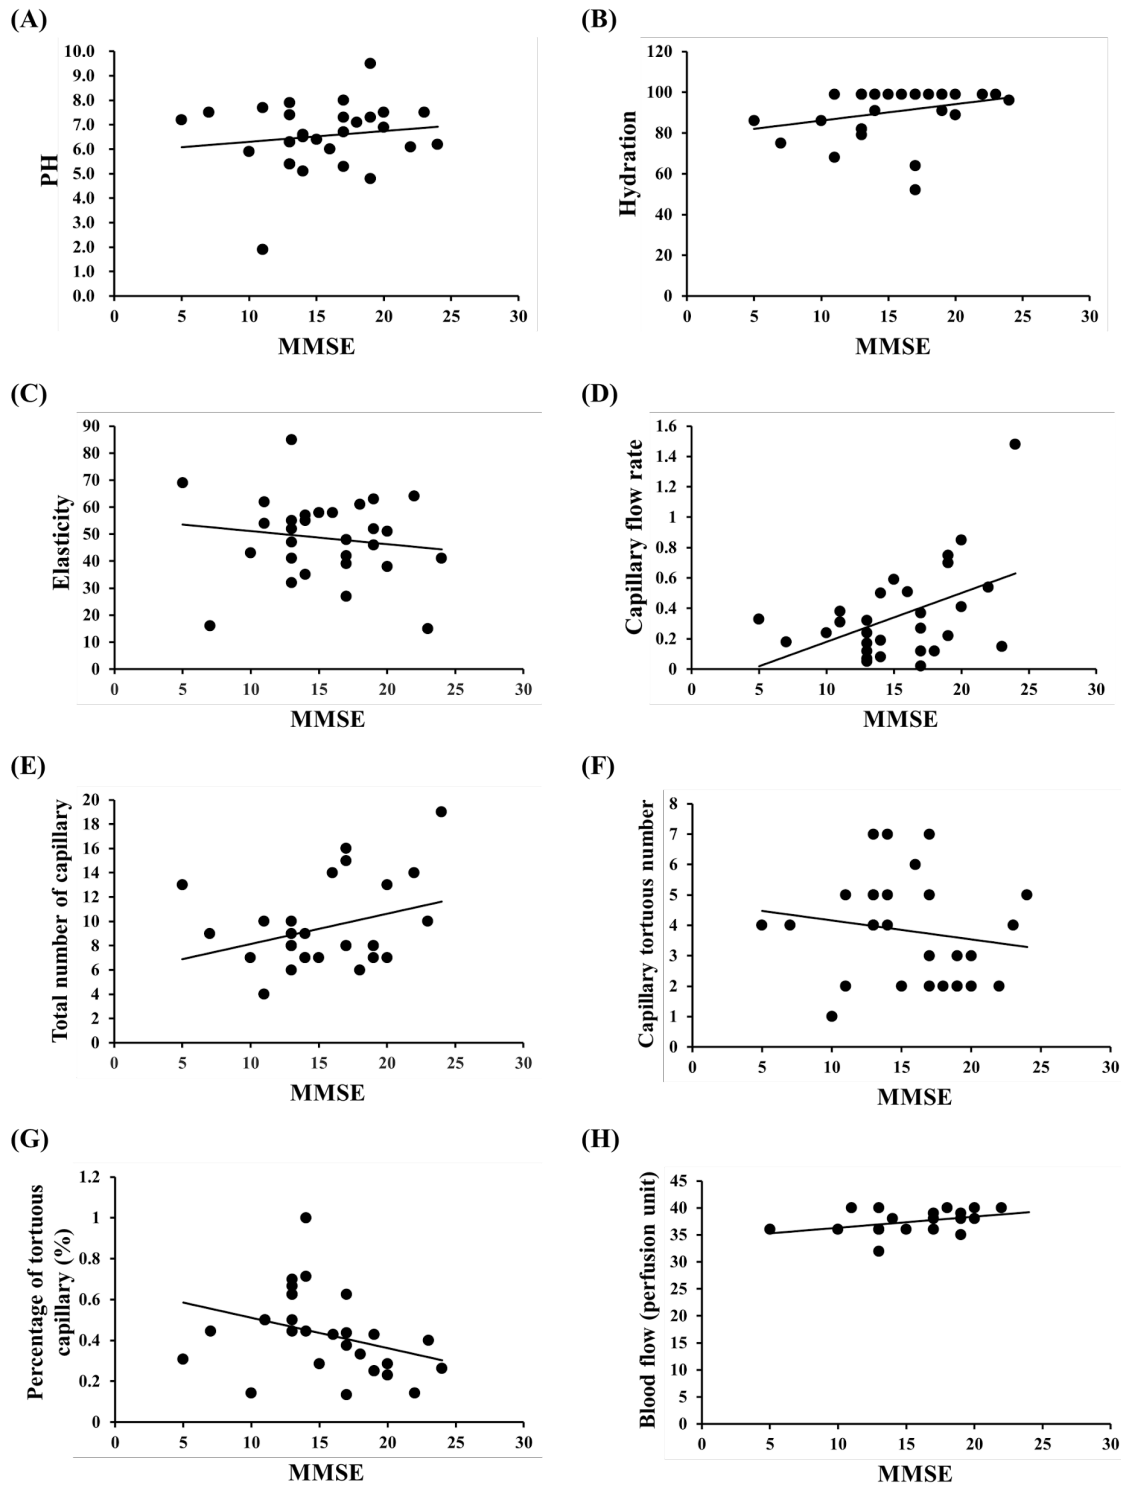 (A)
10.0
9.0
8.0
7.0
6.0
5.0
4.0
3.0
2.0
1.0
0.0
PH
0 5 10 15 20 25 30
MMSE
(B)
120
100
80
60
40
20
0
Hydration
0 5 10 15 20 25 30
MMSE
(C)
90
80
70
60
50
40
30
20
10
0
Elasticity
0 5 10 15 20 25 30
MMSE
(D)
1.6
1.4
1.2
1
0.8
0.6
0.4
0.2
0
Capillary flow rate
0 5 10 15 20 25 30
MMSE
(E)
20
18
16
14
12
10
8
6
4
2
0
Total number of capillary
0 5 10 15 20 25 30
MMSE
(F)
8
7
6
5
4
3
2
1
0
Capillary tortuous number
0 5 10 15 20 25 30
MMSE
(G)
1.2
1
0.8
0.6
0.4
0.2
0
Percentage of tortuous
capillary (%)
0 5 10 15 20 25 30
MMSE
(H)
45
40
35
30
25
20
15
10
5
0
Blood flow (perfusion unit)
0 5 10 15 20 25 30
MMSE